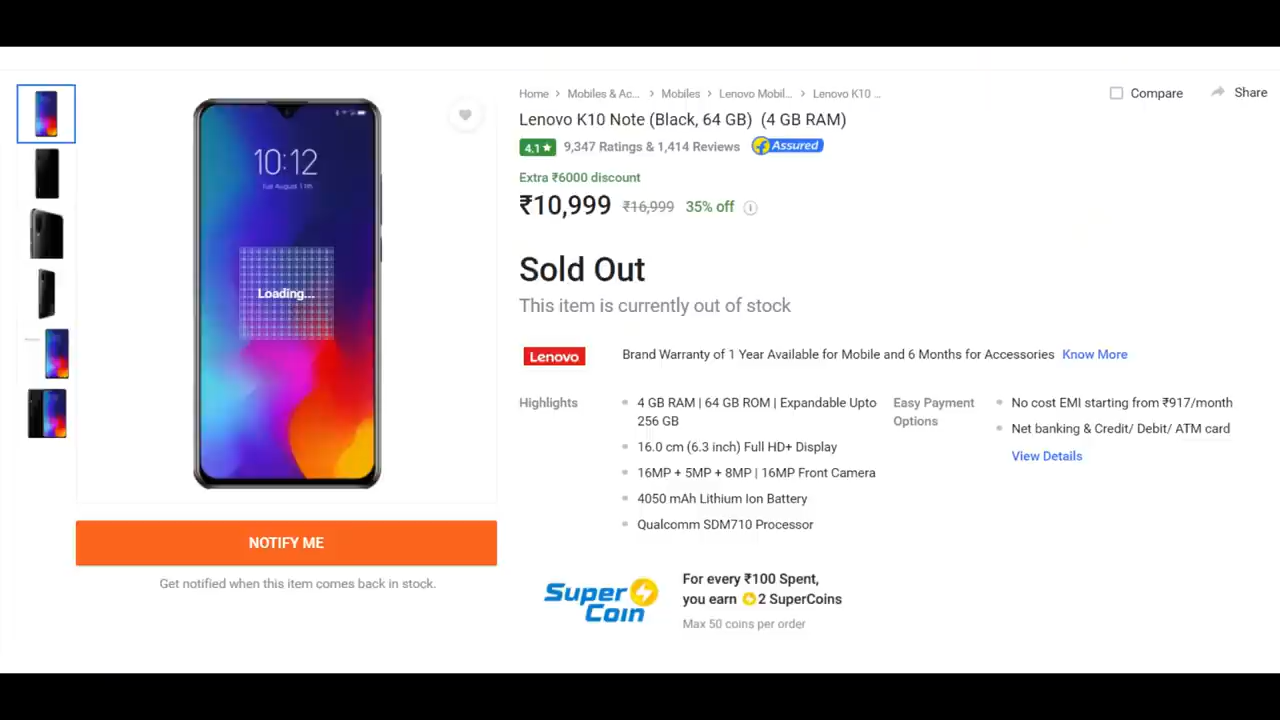 Home > Mobiles & Ac... > Mobiles > Lenovo Mobil... > Lenovo K10 ...
Compare
Share
Lenovo K10 Note (Black, 64 GB) (4 GB RAM)
4.1★ 9,347 Ratings & 1,414 Reviews Assured
Extra ₹6000 discount
₹10,999 ₹16,999 35% off
10:12
Tue August 11th
Loading...
Sold Out
This item is currently out of stock
Lenovo
Brand Warranty of 1 Year Available for Mobile and 6 Months for Accessories Know More
Highlights
4 GB RAM | 64 GB ROM | Expandable Upto
256 GB
16.0 cm (6.3 inch) Full HD+ Display
16MP + 5MP + 8MP | 16MP Front Camera
4050 mAh Lithium Ion Battery
Qualcomm SDM710 Processor
Easy Payment
Options
No cost EMI starting from ₹917/month
Net banking & Credit/ Debit/ ATM card
View Details
NOTIFY ME
Get notified when this item comes back in stock.
Super
Coin
For every ₹100 Spent,
you earn 2 SuperCoins
Max 50 coins per order